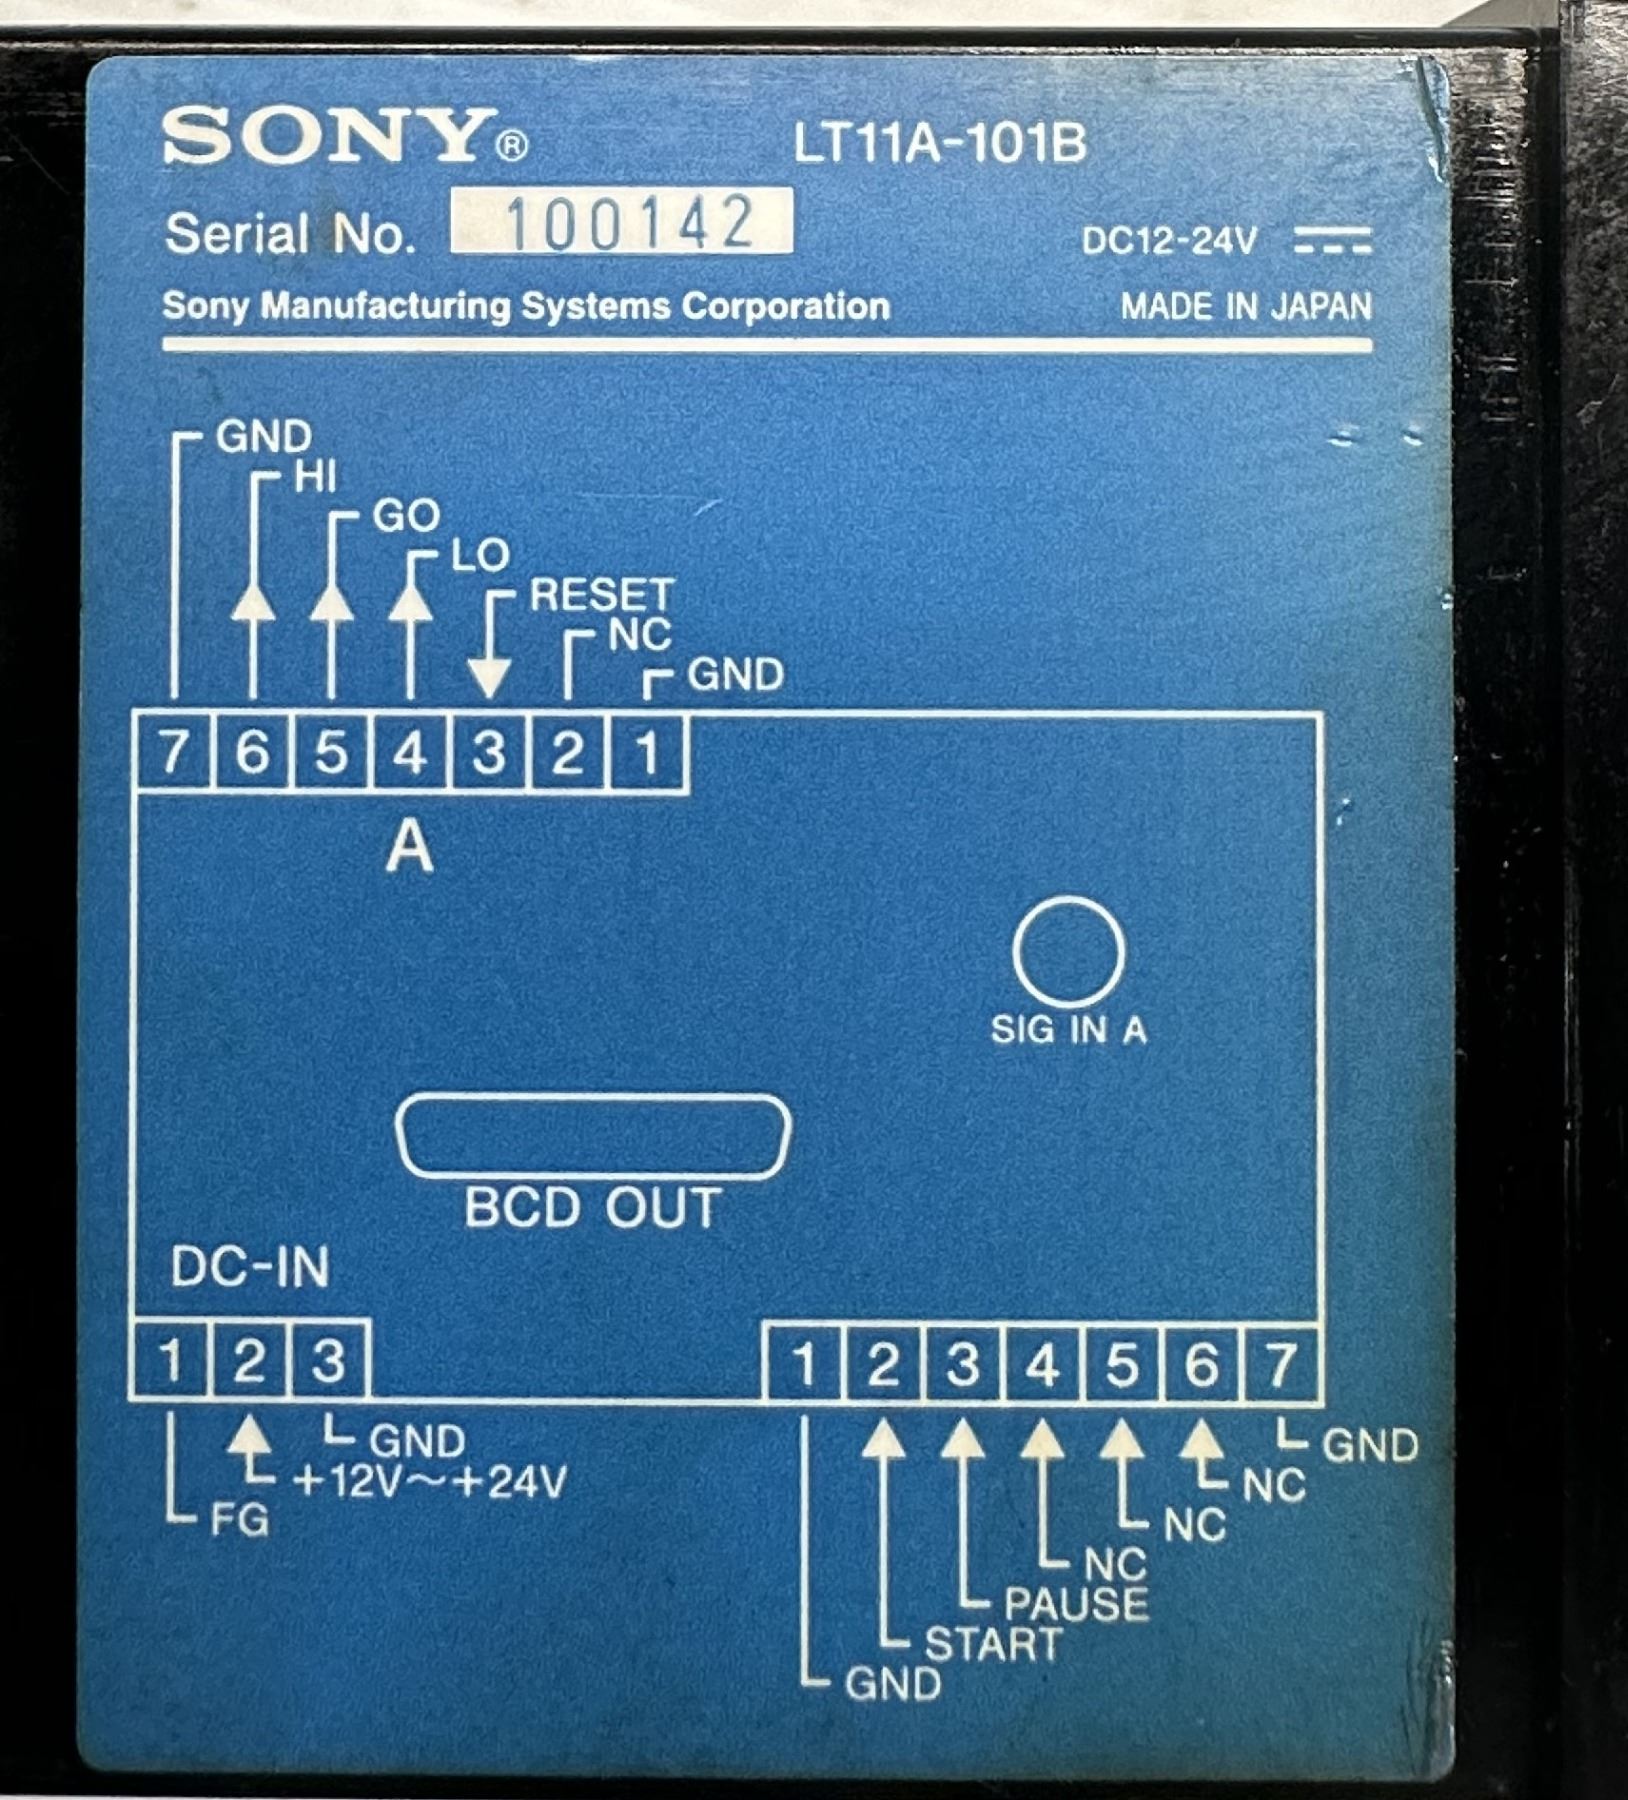 SONY® LT11A-101B
Serial No. 100142 DC12-24V
Sony Manufacturing Systems Corporation MADE IN JAPAN
GND
HI
GO
LO
RESET
NC
GND
7 6 5 4 3 2 1
A
SIG IN A
BCD OUT
DC-IN
1 2 3
1 2 3 4 5 6 7
GND
+12V～+24V
FG
GND
NC
NC
NC
PAUSE
START
GND